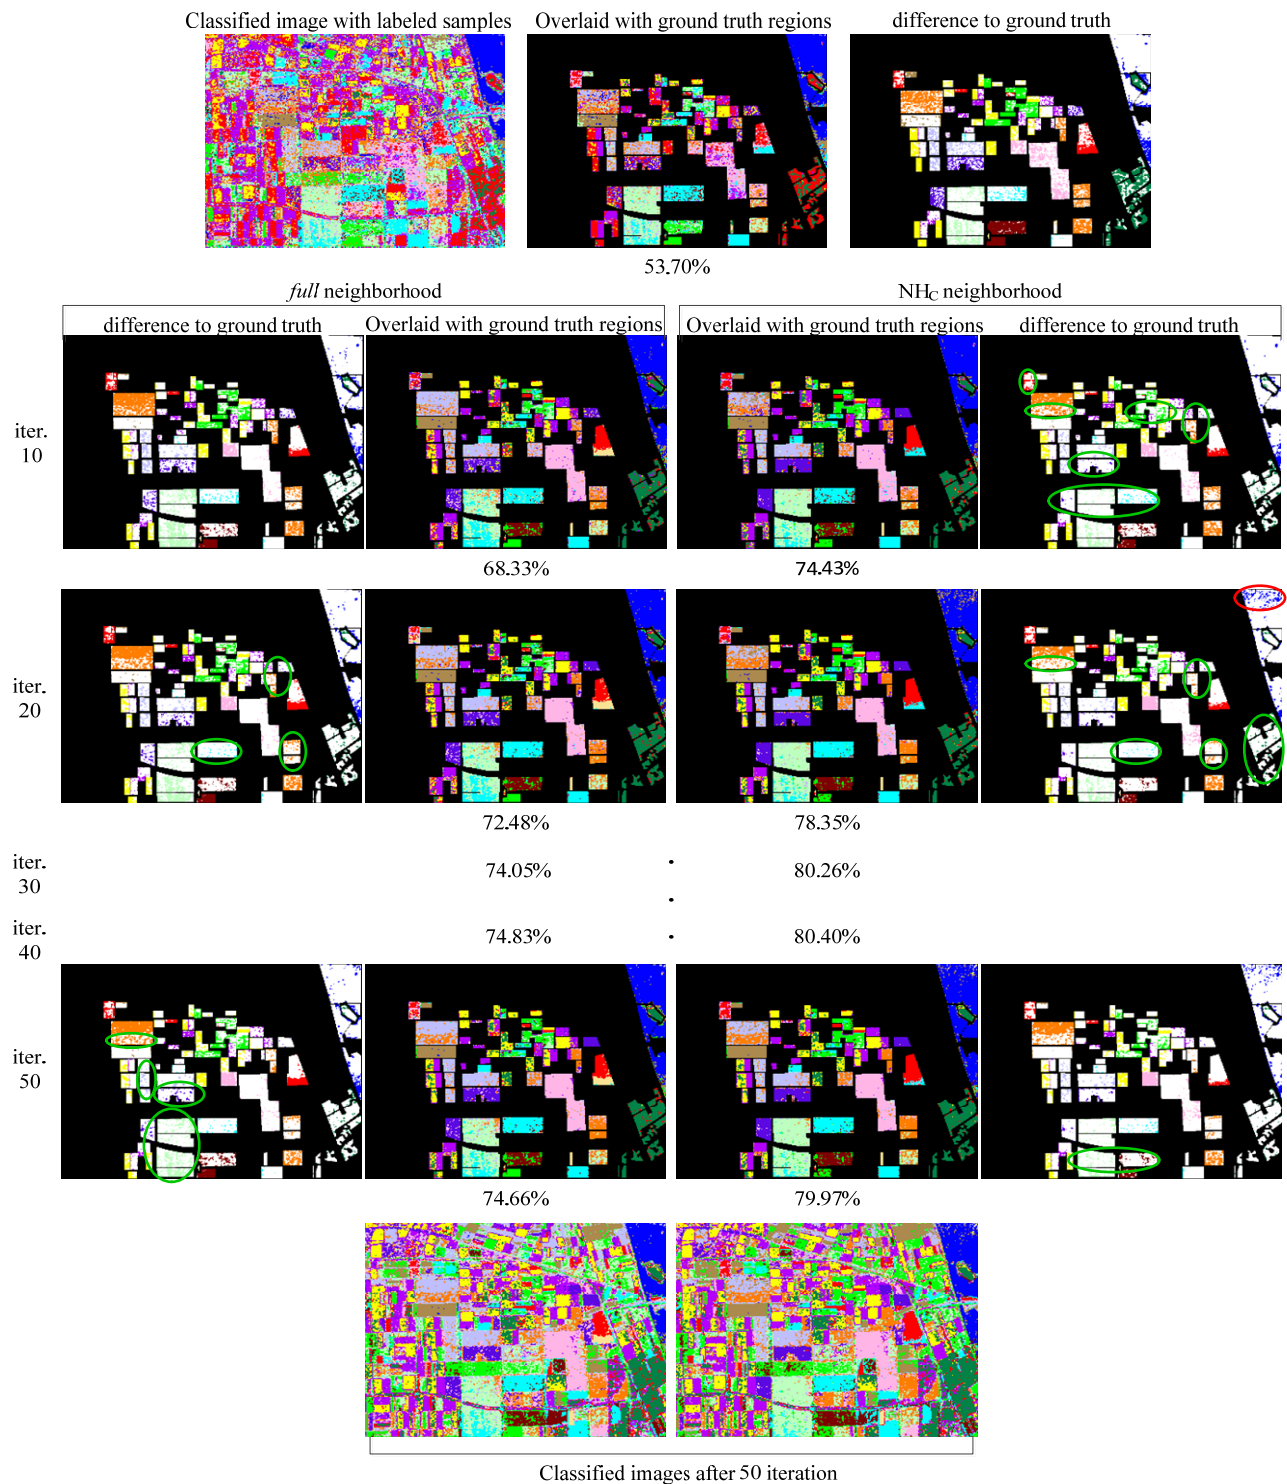 Classified image with labeled samples
Overlaid with ground truth regions
difference to ground truth
53.70%
full neighborhood
NHC neighborhood
difference to ground truth
Overlaid with ground truth regions
Overlaid with ground truth regions
difference to ground truth
iter.
10
68.33%
74.43%
iter.
20
72.48%
78.35%
iter.
30
74.05%
80.26%
iter.
40
74.83%
80.40%
iter.
50
74.66%
79.97%
Classified images after 50 iteration